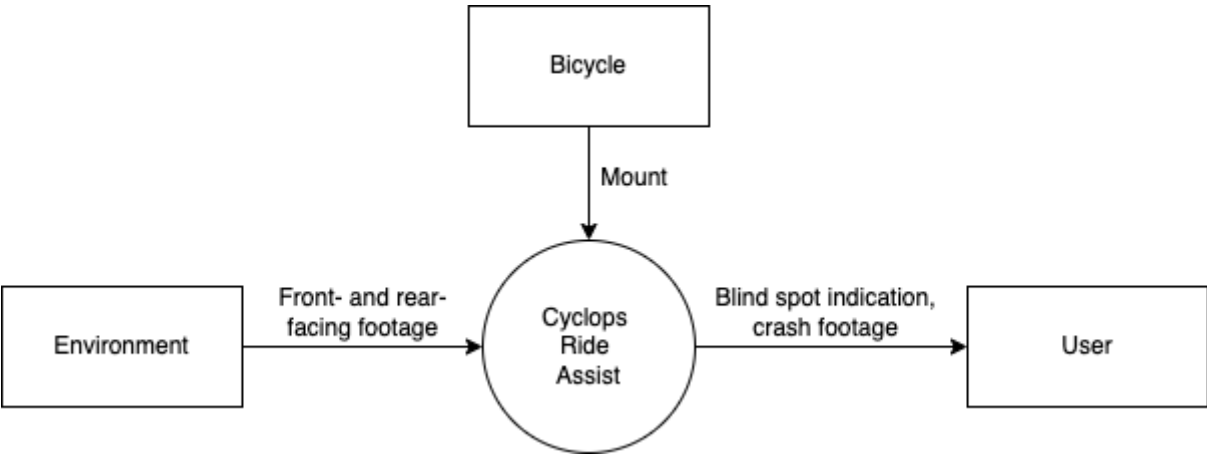 Bicycle
Mount
Front- and rear-
facing footage
Blind spot indication,
crash footage
Environment
Cyclops
Ride
Assist
User